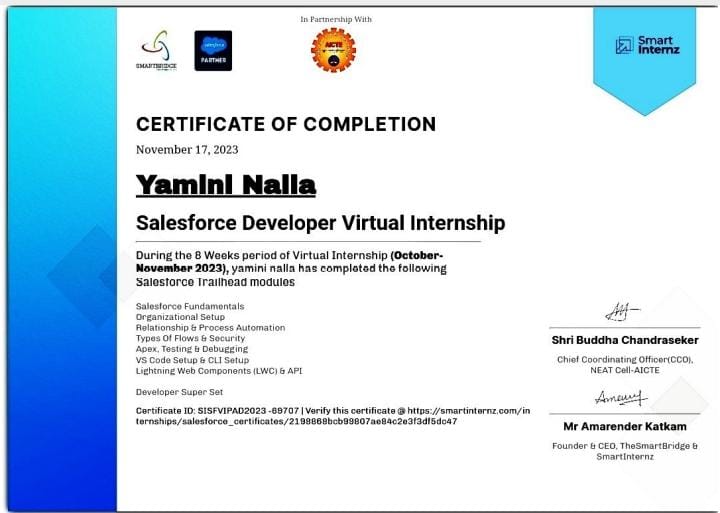 In Partnership With
SMARTBRIDGE
salesforce
PARTNER
AICTE
Smart
Internz
CERTIFICATE OF COMPLETION
November 17, 2023
Yamini Nalla
Salesforce Developer Virtual Internship
During the 8 Weeks period of Virtual Internship (October-
November 2023), yamini nalla has completed the following
Salesforce Trailhead modules
Salesforce Fundamentals
Organizational Setup
Relationship & Process Automation
Types Of Flows & Security
Apex, Testing & Debugging
VS Code Setup & CLI Setup
Lightning Web Components (LWC) & API
Developer Super Set
Certificate ID: SISFVIPAD2023 -69707 | Verify this certificate @ https://smartinternz.com/in
ternships/salesforce_certificates/2198868bcb99807ae84c2e3f3df5dc47
Shri Buddha Chandraseker
Chief Coordinating Officer(CCO),
NEAT Cell-AICTE
Mr Amarender Katkam
Founder & CEO, TheSmartBridge &
SmartInternz